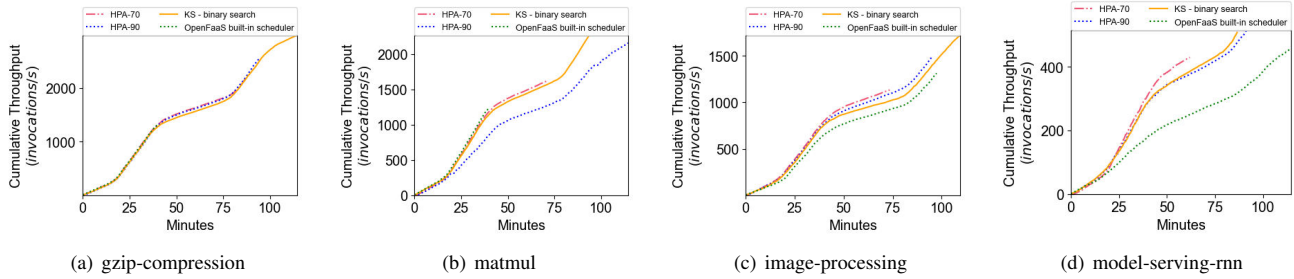 HPA-70
KS - binary search
HPA-90
OpenFaaS built-in scheduler
Cumulative Throughput
(invocations/s)
2000
1000
0
25
50
75
100
Minutes
(a) gzip-compression
HPA-70
KS - binary search
HPA-90
OpenFaaS built-in scheduler
Cumulative Throughput
(invocations/s)
2000
1500
1000
500
0
0
25
50
75
100
Minutes
(b) matmul
HPA-70
KS - binary search
HPA-90
OpenFaaS built-in scheduler
Cumulative Throughput
(invocations/s)
1500
1000
500
0
25
50
75
100
Minutes
(c) image-processing
HPA-70
KS - binary search
HPA-90
OpenFaaS built-in scheduler
Cumulative Throughput
(invocations/s)
400
200
0
0
25
50
75
100
Minutes
(d) model-serving-rnn